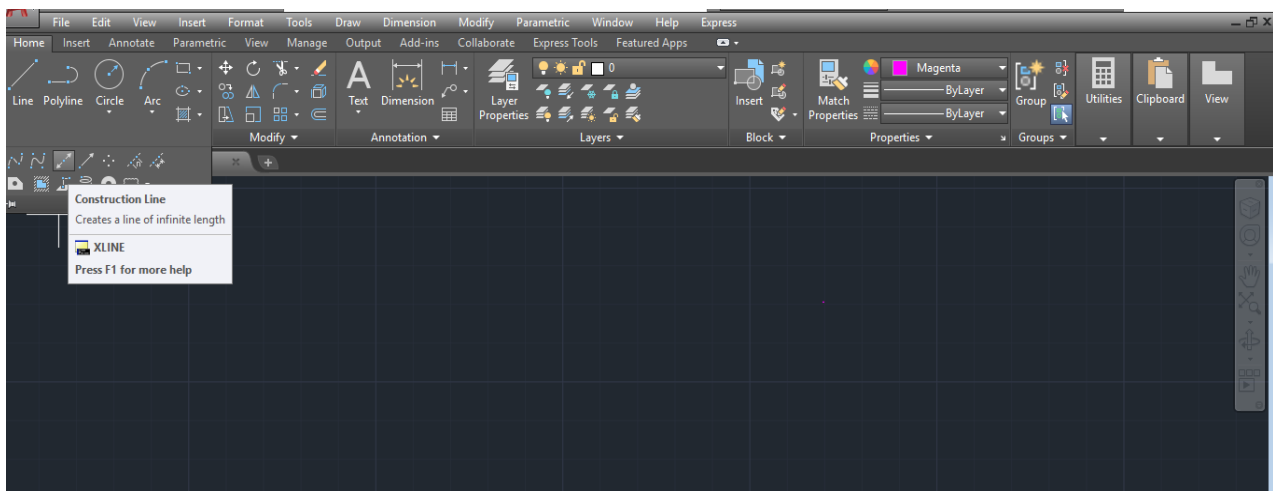 File Edit View Insert Format Tools Draw Dimension Modify Parametric Window Help Express
Home Insert Annotate Parametric View Manage Output Add-ins Collaborate Express Tools Featured Apps
Line Polyline Circle Arc
Text Dimension
Layer Properties
0
Insert
Match Properties
Magenta
ByLayer
ByLayer
Group
Utilities
Clipboard
View
Modify
Annotation
Layers
Block
Properties
Groups
Construction Line
Creates a line of infinite length
XLINE
Press F1 for more help